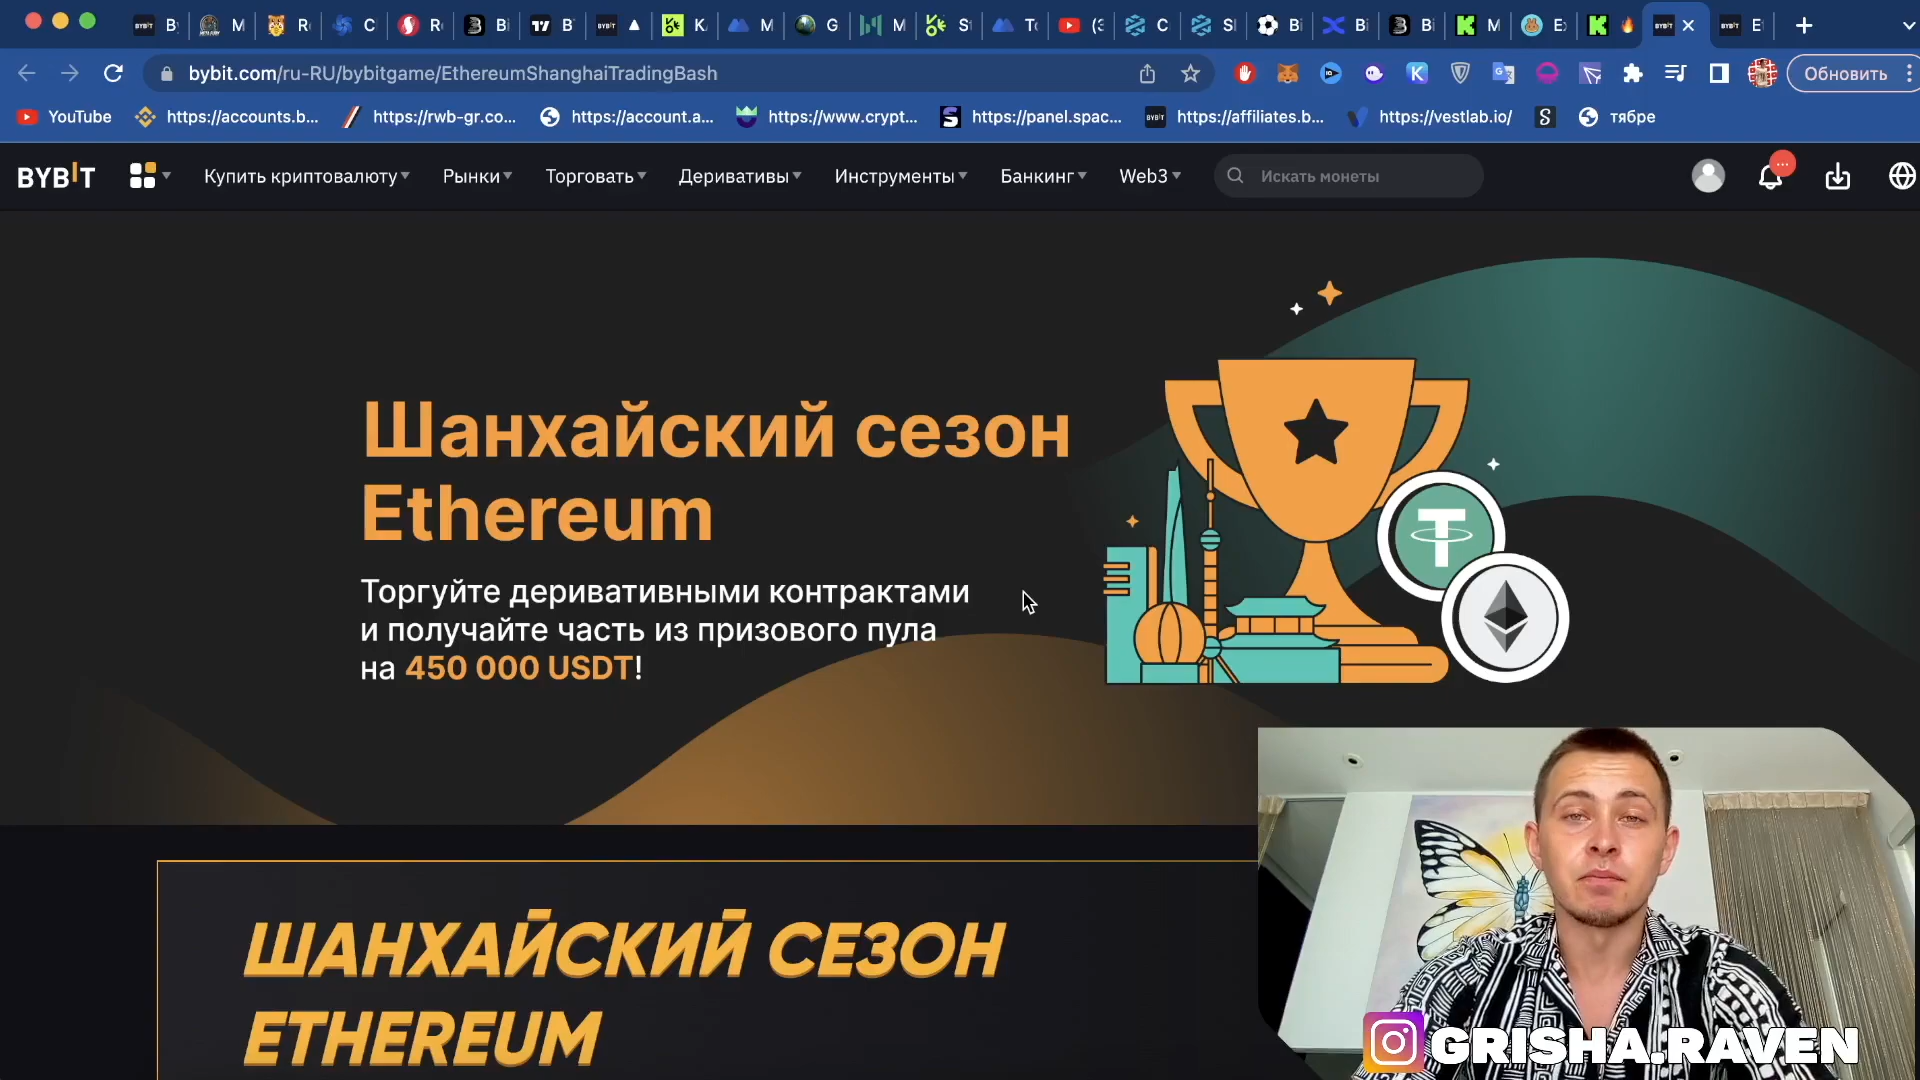 bybit.com/ru-RU/bybitgame/EthereumShanghaiTradingBash
Обновить
YouTube
https://accounts.b...
https://rwb-gr.co...
https://account.a...
https://www.crypt...
https://panel.spac...
https://affiliates.b...
https://vestlab.io/
тябре
BYBIT
Купить криптовалюту
Рынки
Торговать
Деривативы
Инструменты
Банкинг
Web3
Искать монеты
Шанхайский сезон
Ethereum
Торгуйте деривативными контрактами
и получайте часть из призового пула
на 450 000 USDT!
ШАНХАЙСКИЙ СЕЗОН
ETHEREUM
GRISHA.RAVEN